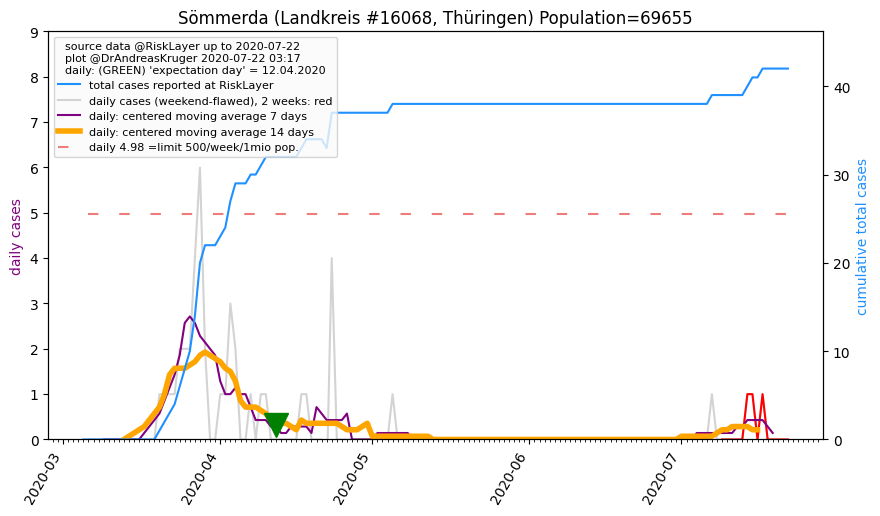 Sömmerda (Landkreis #16068, Thüringen) Population=69655
source data @RiskLayer up to 2020-07-22
plot @DrAndreasKruger 2020-07-22 03:17
daily: (GREEN) 'expectation day' = 12.04.2020
total cases reported at RiskLayer
daily cases (weekend-flawed), 2 weeks: red
daily: centered moving average 7 days
daily: centered moving average 14 days
daily 4.98 =limit 500/week/1mio pop.
daily cases
9
8
7
6
5
4
3
2
1
0
cumulative total cases
40
30
20
10
0
2020-03
2020-04
2020-05
2020-06
2020-07